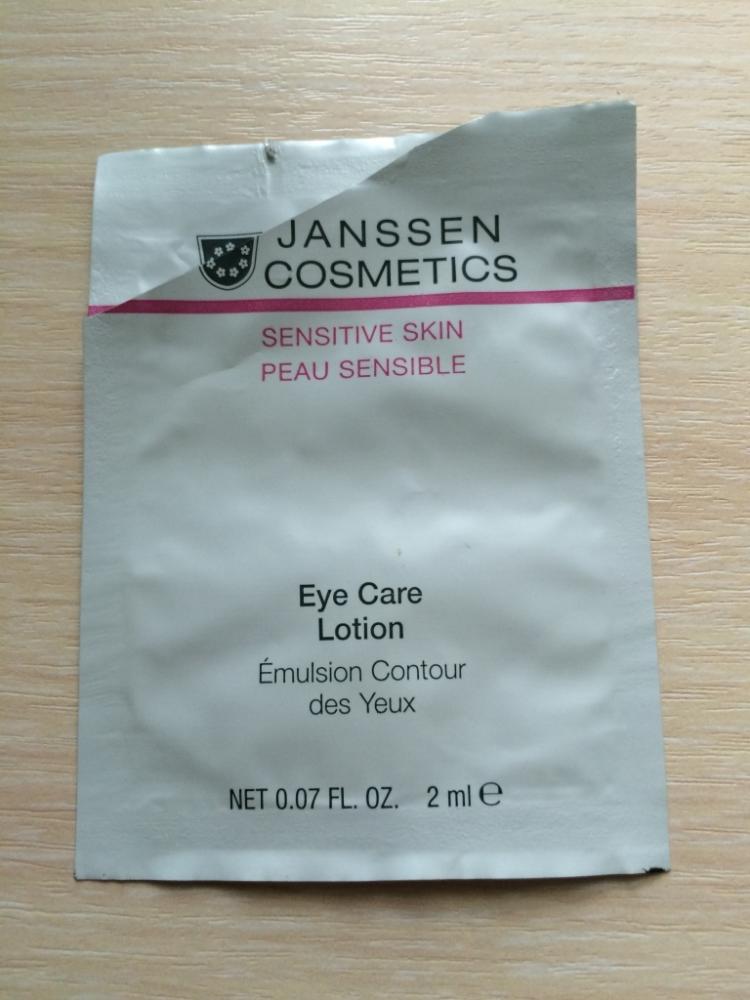 JANSSEN
COSMETICS
SENSITIVE SKIN
PEAU SENSIBLE
Eye Care
Lotion
Émulsion Contour
des Yeux
NET 0.07 FL. OZ. 2 ml ℮